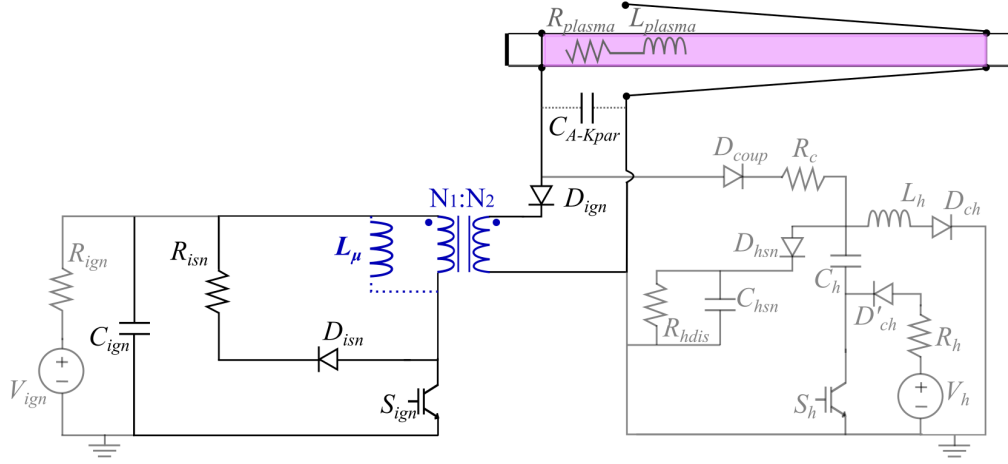 R_plasma L_plasma
C_A-Kpar
D_coup R_c
N₁:N₂ D_ign L_h D_ch
R_ign R_isn L_μ D_hsn
C_h
C_hsn
C_ign D_isn R_hdis D'_ch R_h
V_ign + − S_ign S_h + − V_h